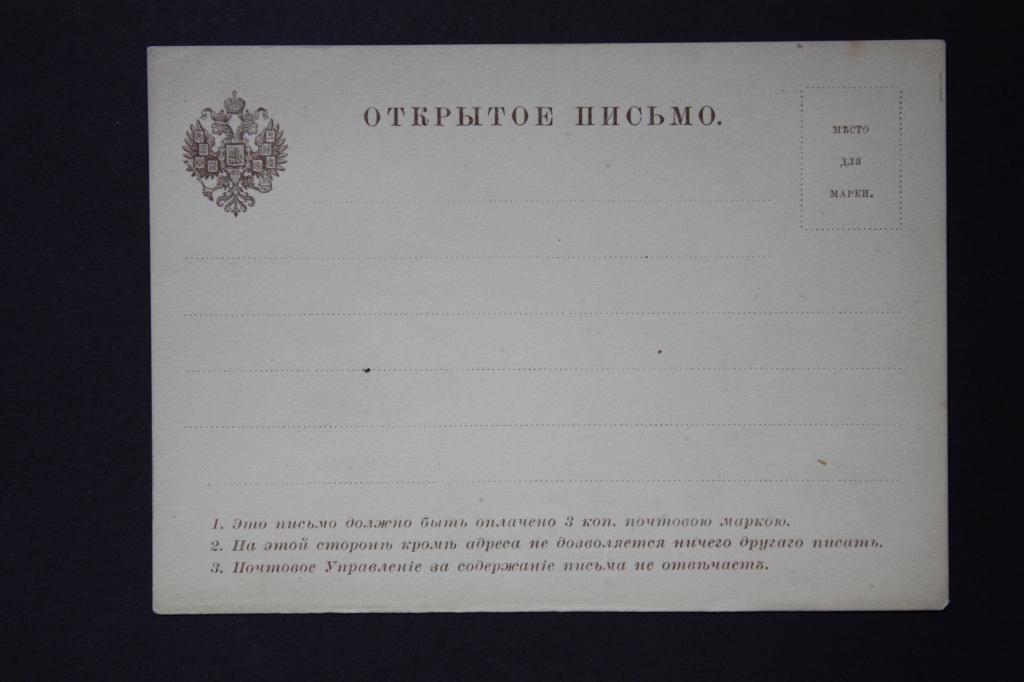 ОТКРЫТОЕ ПИСЬМО.
МѢСТО
ДЛЯ
МАРКИ.
1. Это письмо должно быть оплачено 3 коп. почтовою маркою.
2. На этой сторонѣ кромѣ адреса не дозволяется ничего другаго писать.
3. Почтовое Управленіе за содержаніе письма не отвѣчаетъ.